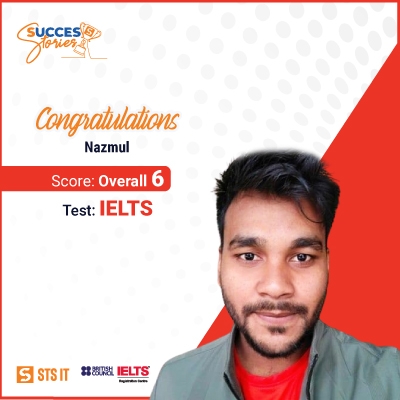 SUCCESS
Stories
Congratulations
Nazmul
Score: Overall 6
Test: IELTS
S STS IT
BRITISH COUNCIL
IELTS
Registration Centre